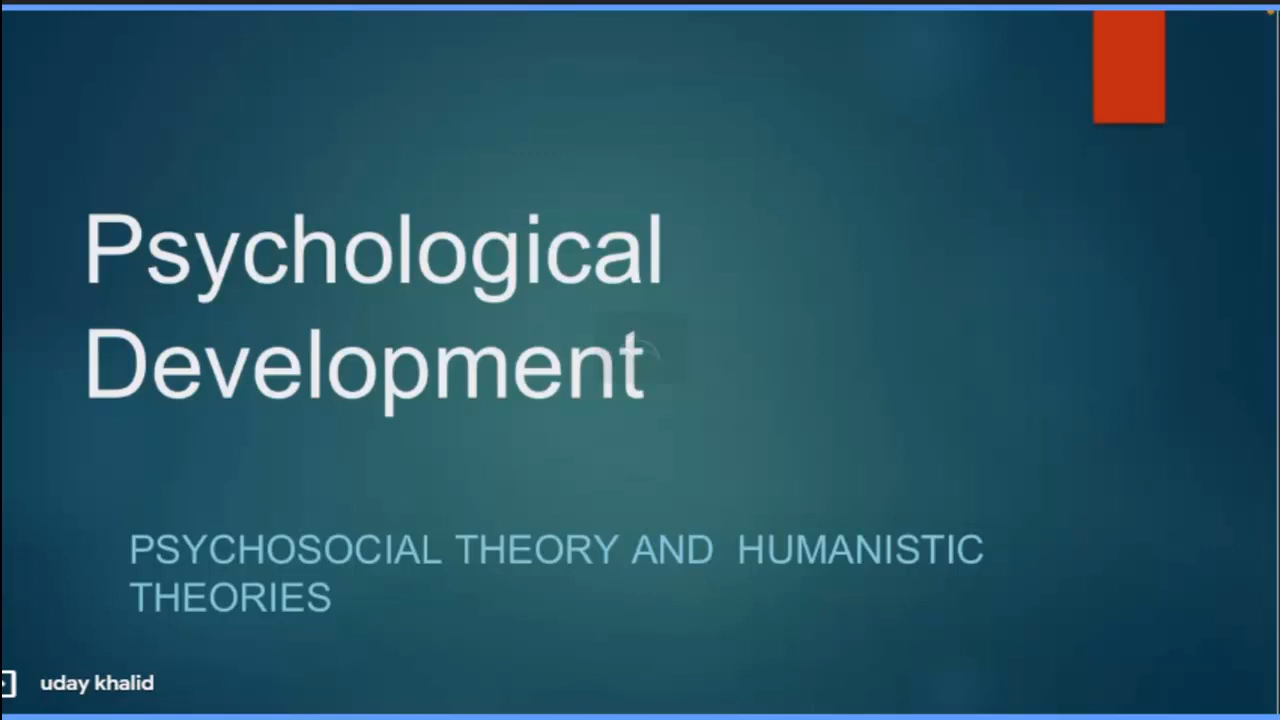 Psychological
Development
PSYCHOSOCIAL THEORY AND HUMANISTIC
THEORIES
uday khalid